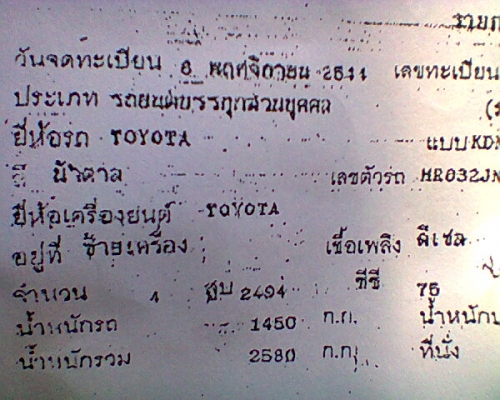 รายก
วันจดทะเบียน 6 พฤศจิกายน 2544 เลขทะเบียน
ประเภท รถยนต์บรรทุกส่วนบุคคล
ยี่ห้อรถ TOYOTA แบบ KDN
สี น้ำตาล เลขตัวรถ MR032JN
ยี่ห้อเครื่องยนต์ TOYOTA
อยู่ที่ ซ้ายเครื่อง เชื้อเพลิง ดีเซล
จำนวน 4 สูบ 2494 ซีซี 75
น้ำหนักรถ 1450 ก.ก. น้ำหนักบ
น้ำหนักรวม 2580 ก.ก. ที่นั่ง